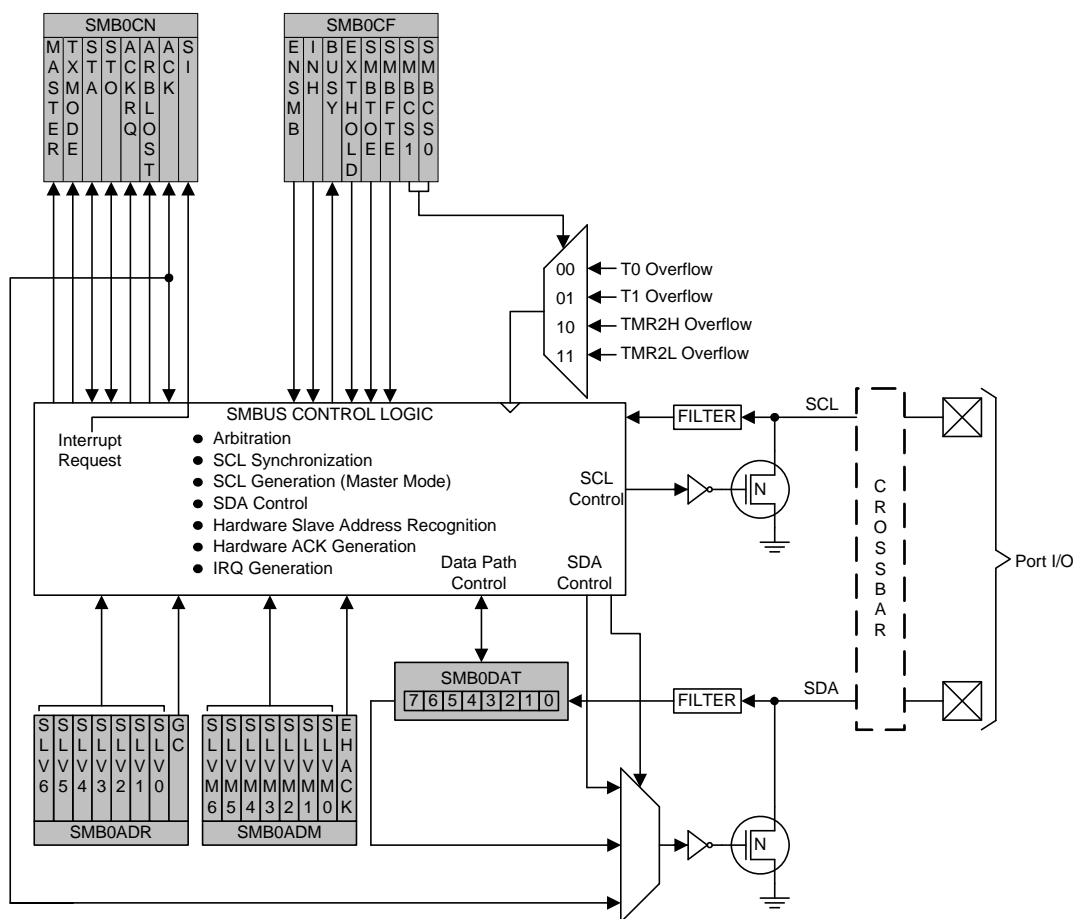 SMB0CN
MASTER
TXMODE
STA
STO
ACKRQ
ARBLOST
ACK
SI
SMB0CF
ENSMB
INH
BUSY
EXTHOLD
SMBTOE
SMBFTE
SMBCS1
SMBCS0
00 T0 Overflow
01 T1 Overflow
10 TMR2H Overflow
11 TMR2L Overflow
SMBUS CONTROL LOGIC
Interrupt
Request
● Arbitration
● SCL Synchronization
● SCL Generation (Master Mode)
● SDA Control
● Hardware Slave Address Recognition
● Hardware ACK Generation
● IRQ Generation
Data Path
Control
SDA
Control
SCL
Control
FILTER
SCL
N
CROSSBAR
Port I/O
SMB0DAT
7 6 5 4 3 2 1 0
FILTER
SDA
N
SLV6
SLV5
SLV4
SLV3
SLV2
SLV1
SLV0
GC
SMB0ADR
SLVM6
SLVM5
SLVM4
SLVM3
SLVM2
SLVM1
SLVM0
EHACK
SMB0ADM